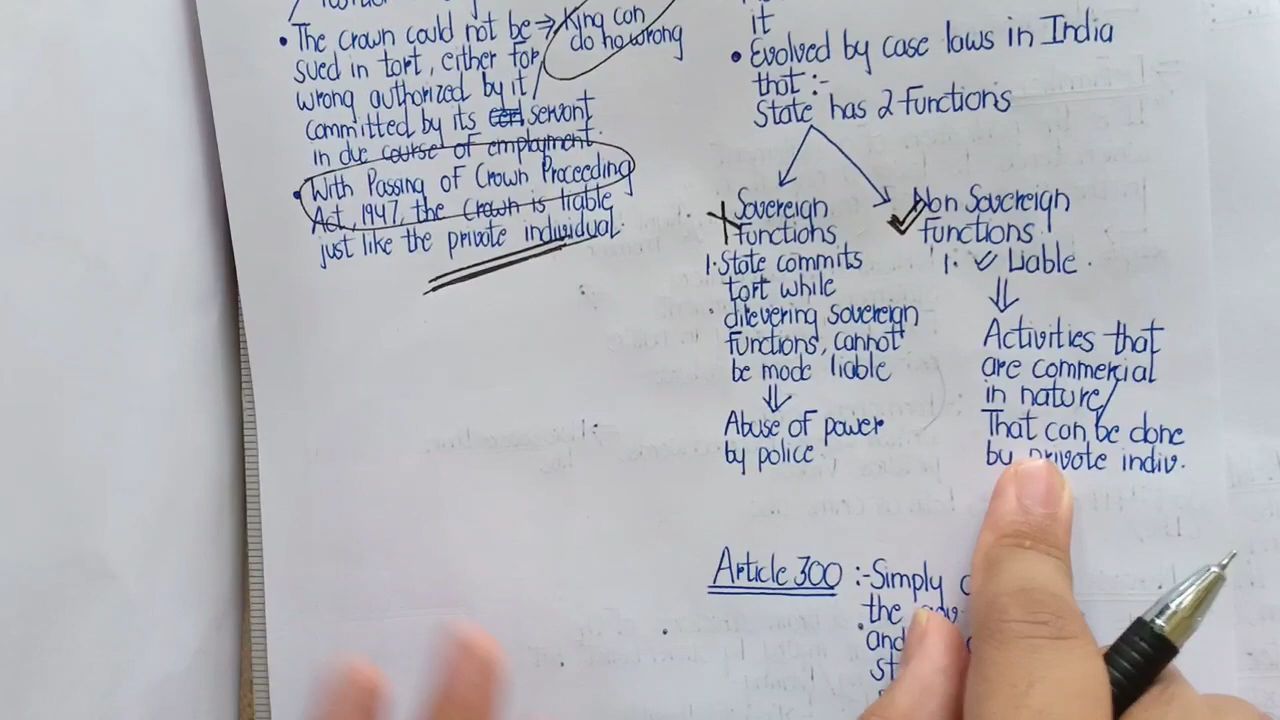 • The crown could not be → King can
sued in tort, either for do no wrong
wrong authorized by it/
committed by its servant
in due course of employment.
• With Passing of Crown Proceeding
Act, 1947, the Crown is liable
just like the private individual.
it
• Evolved by case laws in India
that :-
State has 2 Functions
Sovereign
Functions
1. State commits
tort while
dilevering sovereign
functions, cannot
be made liable
Abuse of power
by police
Non Sovereign
Functions.
1. ✓ Liable.
Activities that
are commercial
in nature/
That can be done
by private indiv.
Article 300 :- Simply
the
and